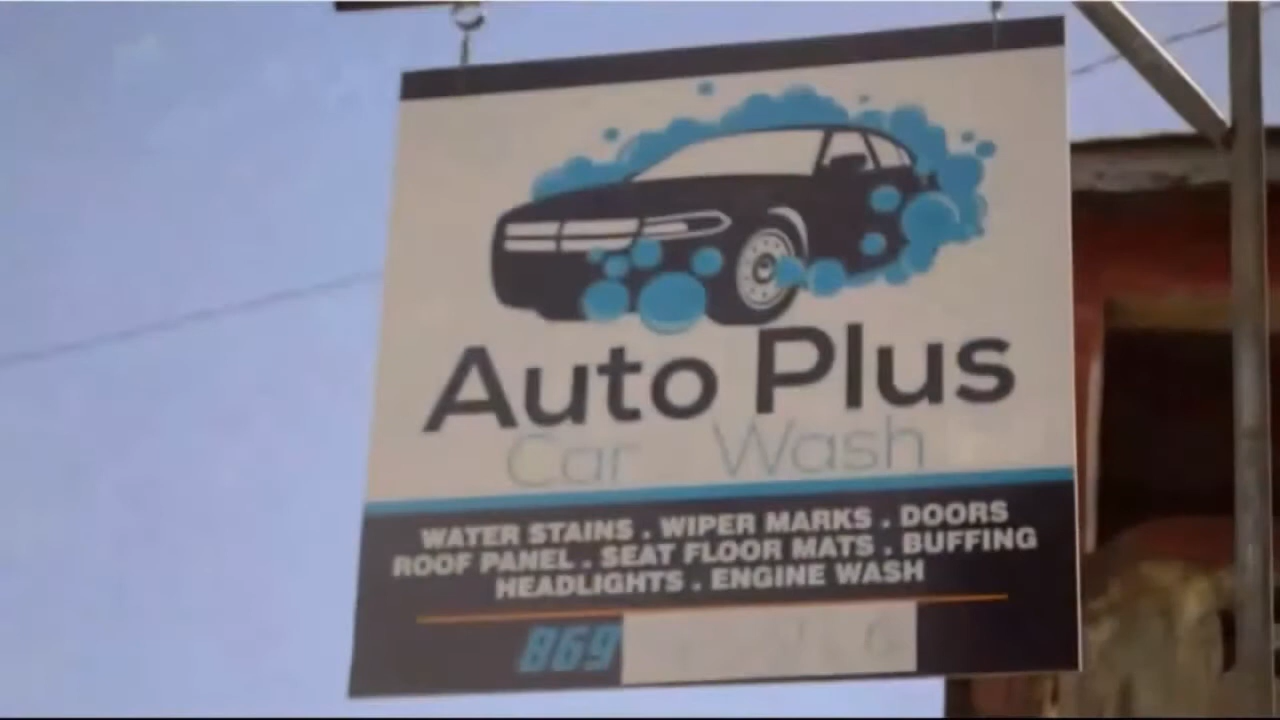 Auto Plus
Car Wash
WATER STAINS . WIPER MARKS . DOORS
ROOF PANEL . SEAT FLOOR MATS . BUFFING
HEADLIGHTS . ENGINE WASH
869